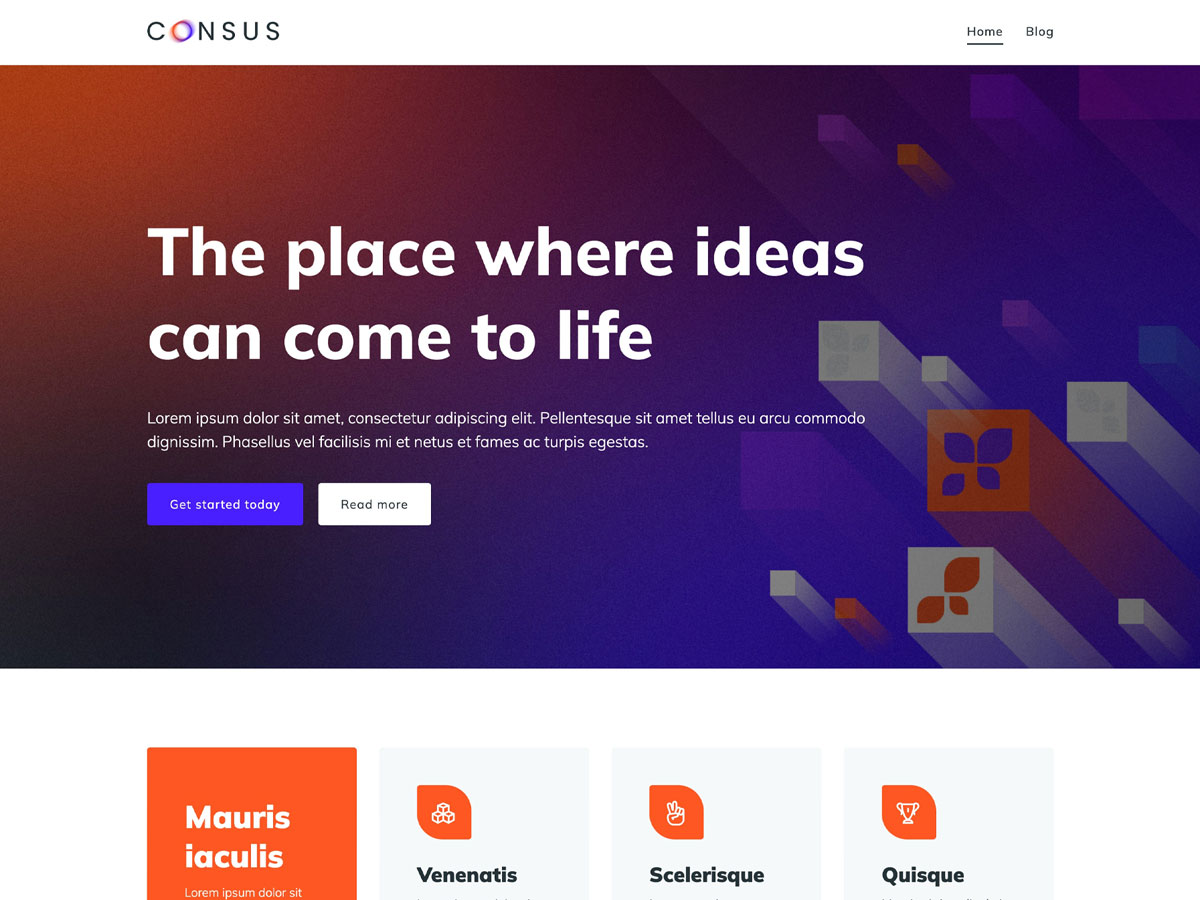 CONSUS
Home Blog
The place where ideas
can come to life
Lorem ipsum dolor sit amet, consectetur adipiscing elit. Pellentesque sit amet tellus eu arcu commodo
dignissim. Phasellus vel facilisis mi et netus et fames ac turpis egestas.
Get started today Read more
Mauris
iaculis
Lorem ipsum dolor sit
Venenatis
Scelerisque
Quisque